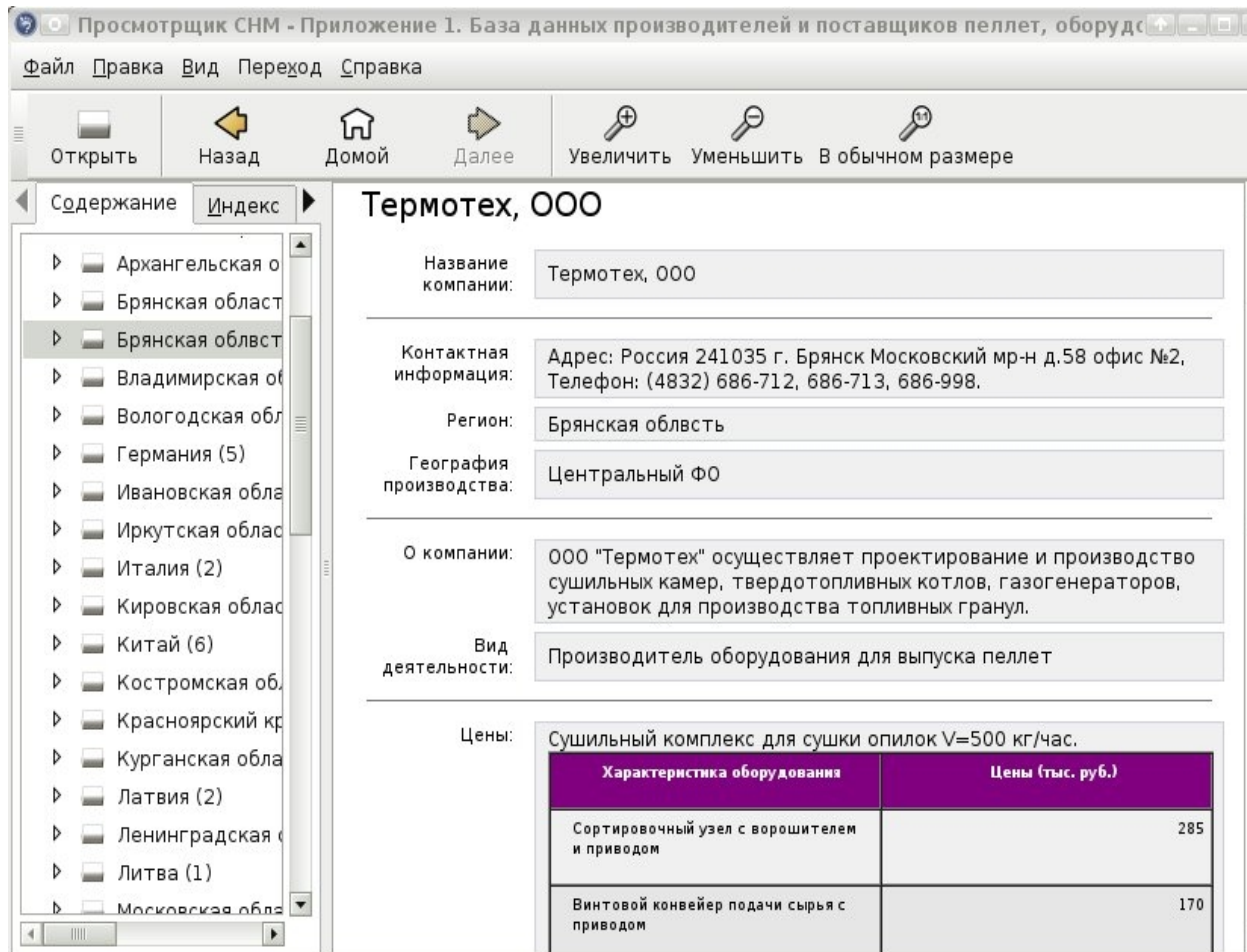 Просмотрщик CHM - Приложение 1. База данных производителей и поставщиков пеллет, оборудо
Файл Правка Вид Переход Справка
Открыть Назад Домой Далее Увеличить Уменьшить В обычном размере
Содержание Индекс
Архангельская о
Брянская област
Брянская облвст
Владимирская об
Вологодская обл
Германия (5)
Ивановская обла
Иркутская облас
Италия (2)
Кировская облас
Китай (6)
Костромская об
Красноярский кр
Курганская обла
Латвия (2)
Ленинградская о
Литва (1)
Московская обла
Термотех, ООО
Название
компании:
Термотех, ООО
Контактная
информация:
Адрес: Россия 241035 г. Брянск Московский мр-н д.58 офис №2,
Телефон: (4832) 686-712, 686-713, 686-998.
Регион:
Брянская облвсть
География
производства:
Центральный ФО
О компании:
ООО "Термотех" осуществляет проектирование и производство
сушильных камер, твердотопливных котлов, газогенераторов,
установок для производства топливных гранул.
Вид
деятельности:
Производитель оборудования для выпуска пеллет
Цены:
Сушильный комплекс для сушки опилок V=500 кг/час.
Характеристика оборудования Цены (тыс. руб.)
Сортировочный узел с ворошителем
и приводом
285
Винтовой конвейер подачи сырья с
приводом
170